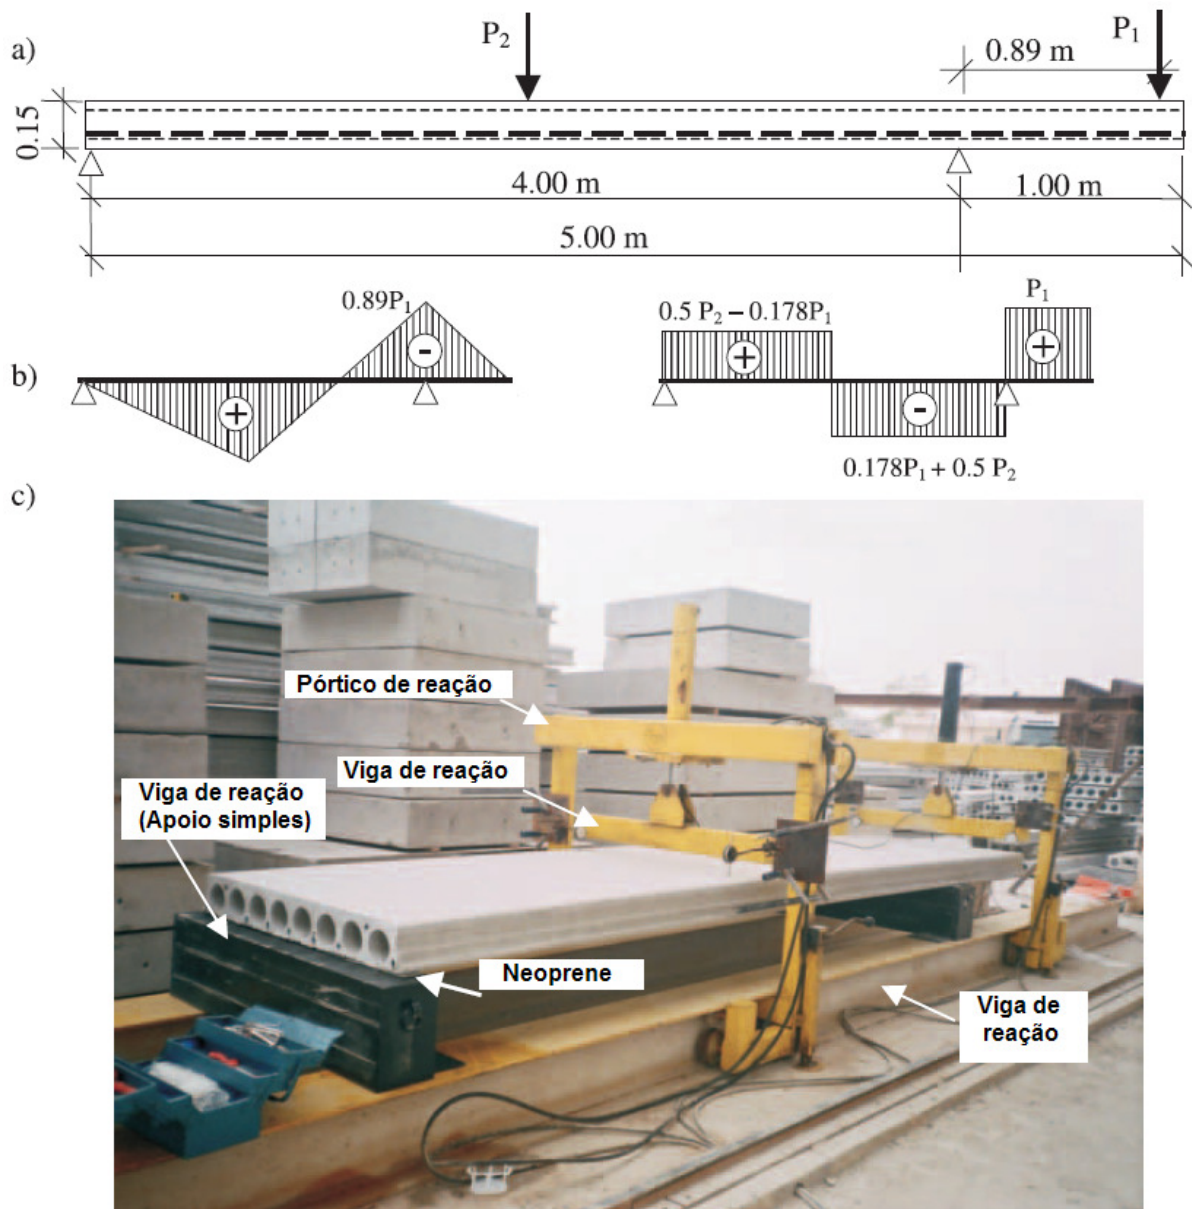 a)
P2
P1
0.89 m
0.15
4.00 m
1.00 m
5.00 m
b)
0.89P1
-
+
0.5 P2 – 0.178P1
P1
+
+
-
0.178P1 + 0.5 P2
c)
Pórtico de reação
Viga de reação
Viga de reação
(Apoio simples)
Neoprene
Viga de
reação